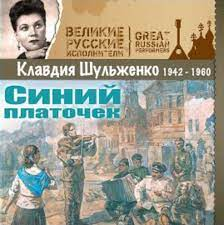 ВЕЛИКИЕ
РУССКИЕ
ИСПОЛНИТЕЛИ
GREAT
RUSSIAN
PERFORMERS
Клавдия Шульженко 1942 - 1960
Синий
платочек